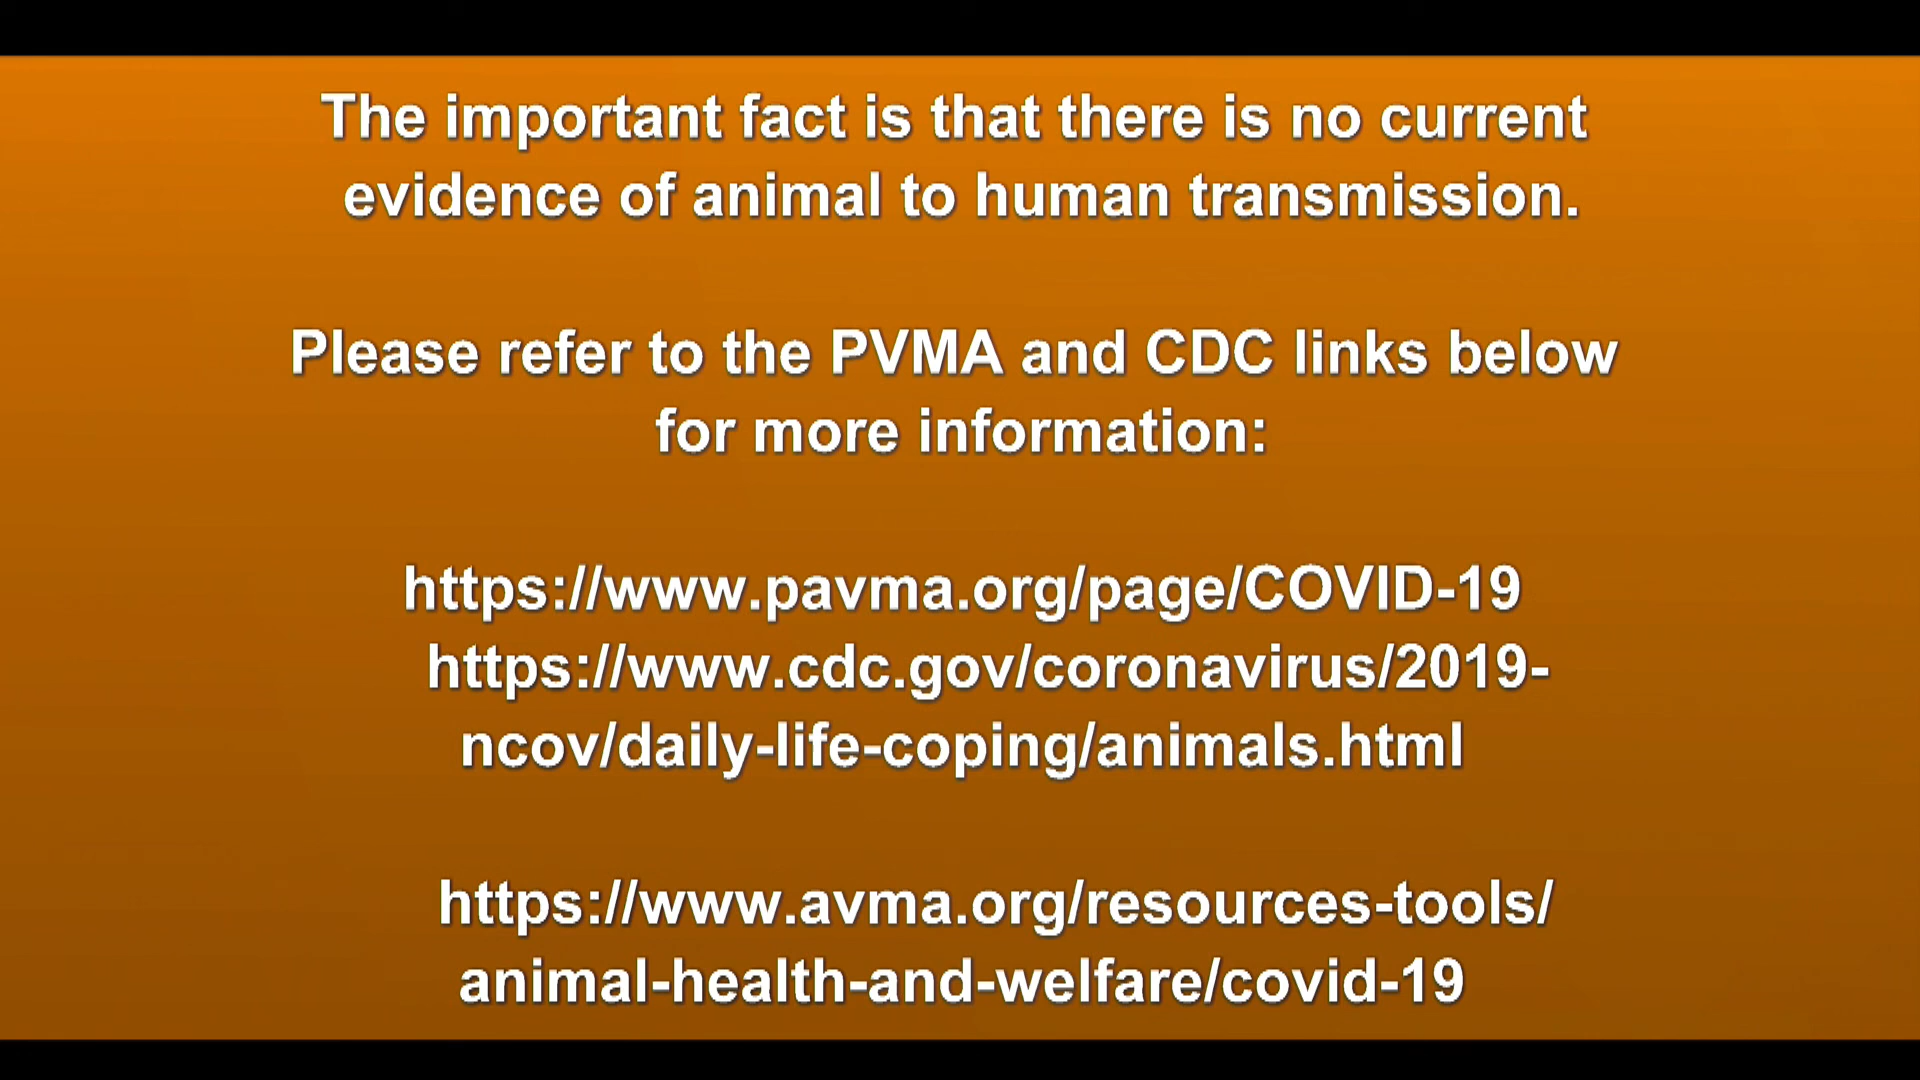 The important fact is that there is no current
evidence of animal to human transmission.
Please refer to the PVMA and CDC links below
for more information:
https://www.pavma.org/page/COVID-19
https://www.cdc.gov/coronavirus/2019-
ncov/daily-life-coping/animals.html
https://www.avma.org/resources-tools/
animal-health-and-welfare/covid-19